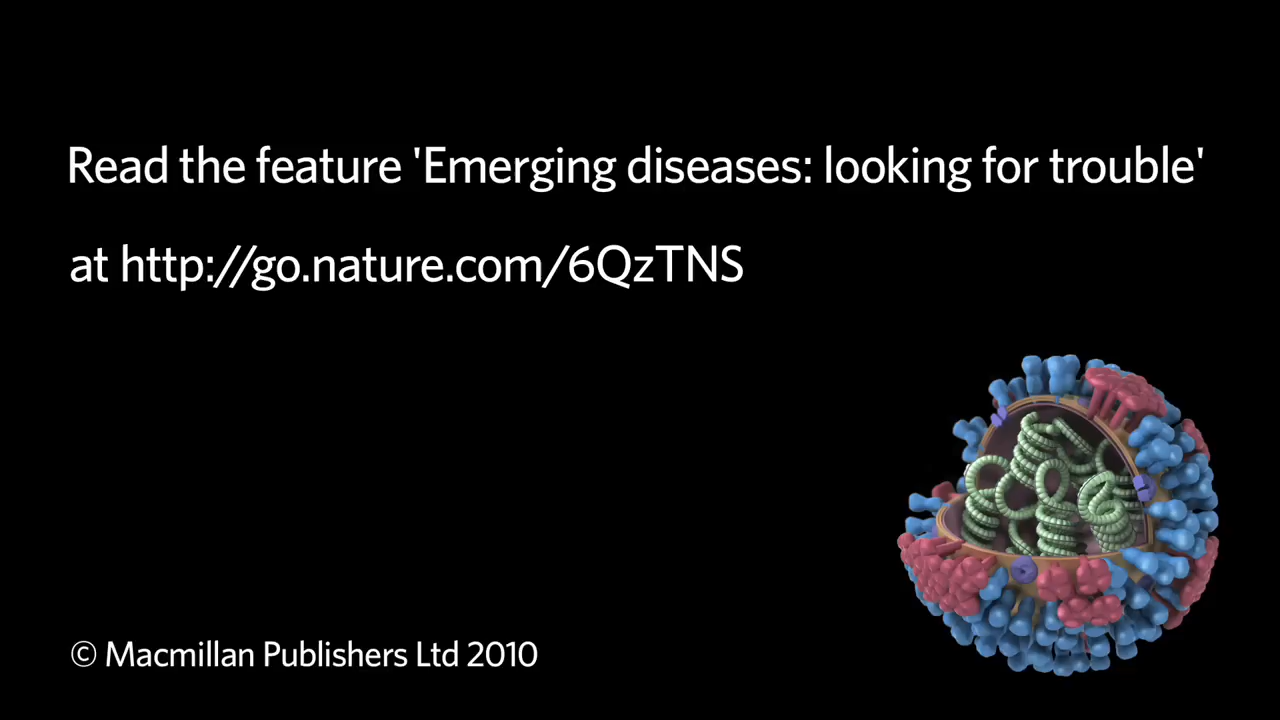 Read the feature 'Emerging diseases: looking for trouble'
at http://go.nature.com/6QzTNS
© Macmillan Publishers Ltd 2010